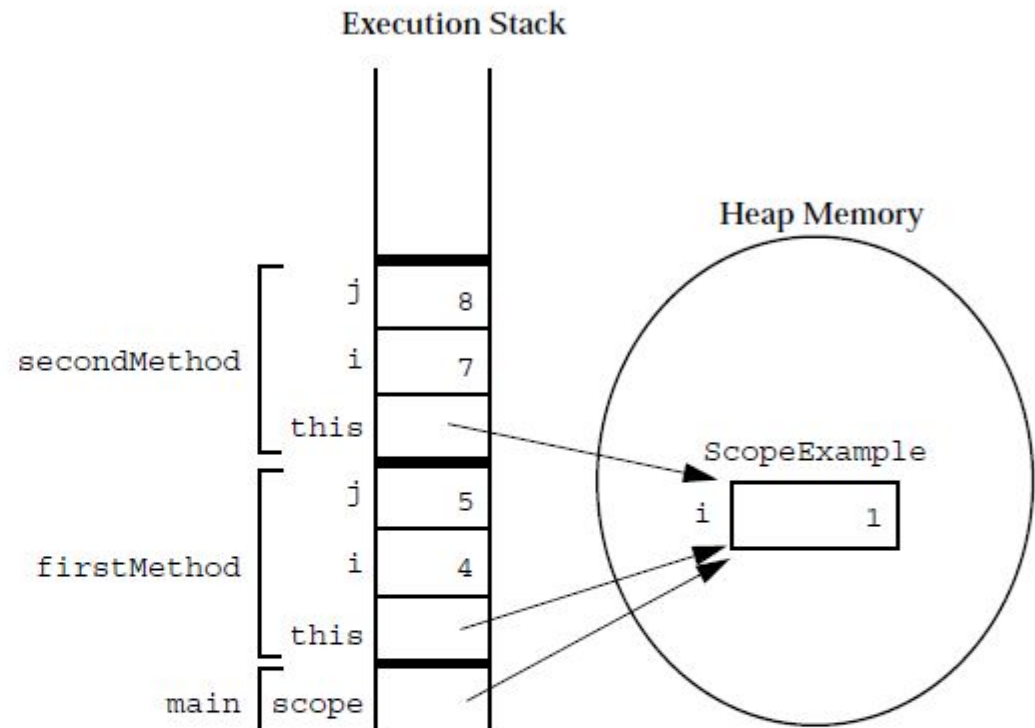 Execution Stack
Heap Memory
j
8
secondMethod
i
7
this
ScopeExample
j
5
i
1
firstMethod
i
4
this
main
scope